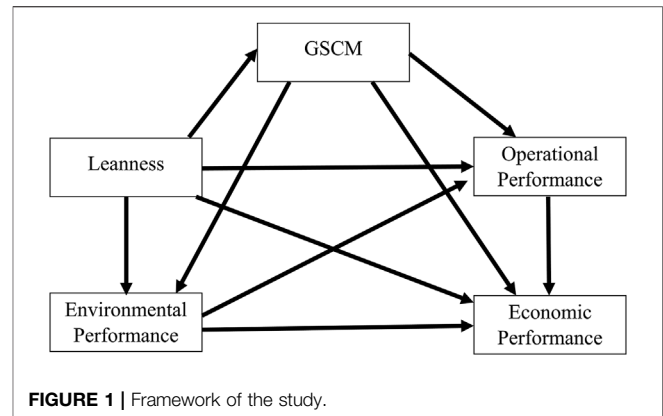 GSCM
Leanness
Operational
Performance
Environmental
Performance
Economic
Performance
FIGURE 1 | Framework of the study.